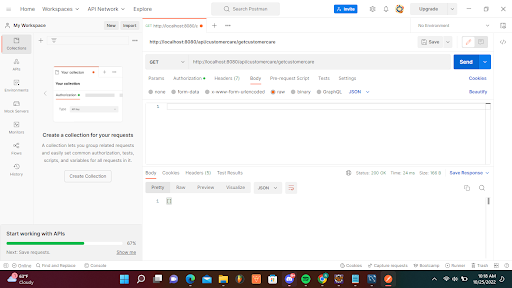 Home Workspaces API Network Explore
Search Postman
Invite
Upgrade
My Workspace
New Import
GET http://localhost:8080/a
No Environment
Collections
APIs
Environments
Mock Servers
Monitors
Flows
History
http://localhost:8080/api/customercare/getcustomercare
Save
GET
http://localhost:8080/api/customercare/getcustomercare
Send
Params Authorization Headers (7) Body Pre-request Script Tests Settings
Cookies
none form-data x-www-form-urlencoded raw binary GraphQL JSON
Beautify
1
Your collection
Your collection
Authorization
Create a collection for your requests
A collection lets you group related requests
and easily set common authorization, tests,
scripts, and variables for all requests in it.
Create Collection
Body Cookies Headers (5) Test Results
Status: 200 OK Time: 24 ms
Save Response
Pretty Raw Preview Visualize JSON
1 []
Start working with APIs
67%
Next: Save requests.
Show me
Online Find and Replace Console
Cookies Capture requests Bootcamp Runner Trash
Cloudy
10:18 AM
10/25/2022